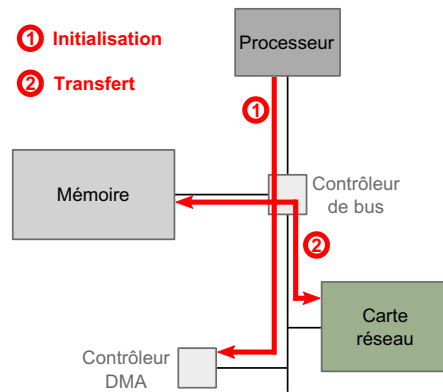 1 Initialisation
2 Transfert
Processeur
1
Mémoire
Contrôleur
de bus
2
Carte
réseau
Contrôleur
DMA